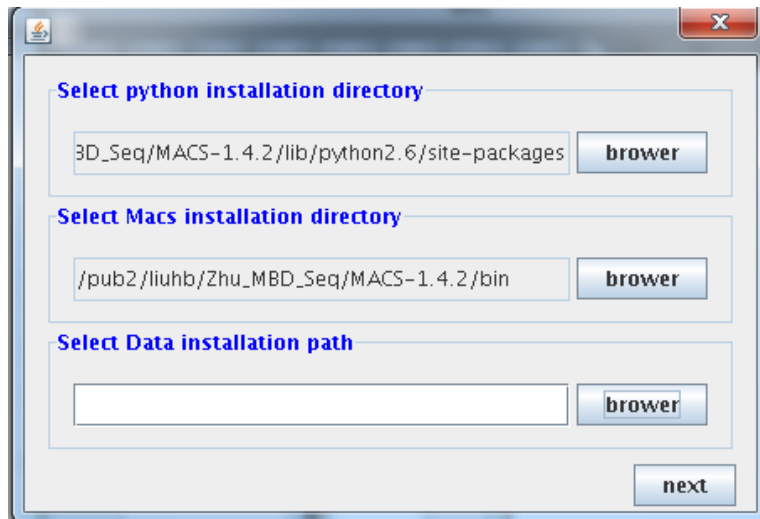 Select python installation directory
3D_Seq/MACS-1.4.2/lib/python2.6/site-packages brower
Select Macs installation directory
/pub2/liuhb/Zhu_MBD_Seq/MACS-1.4.2/bin brower
Select Data installation path
brower
next